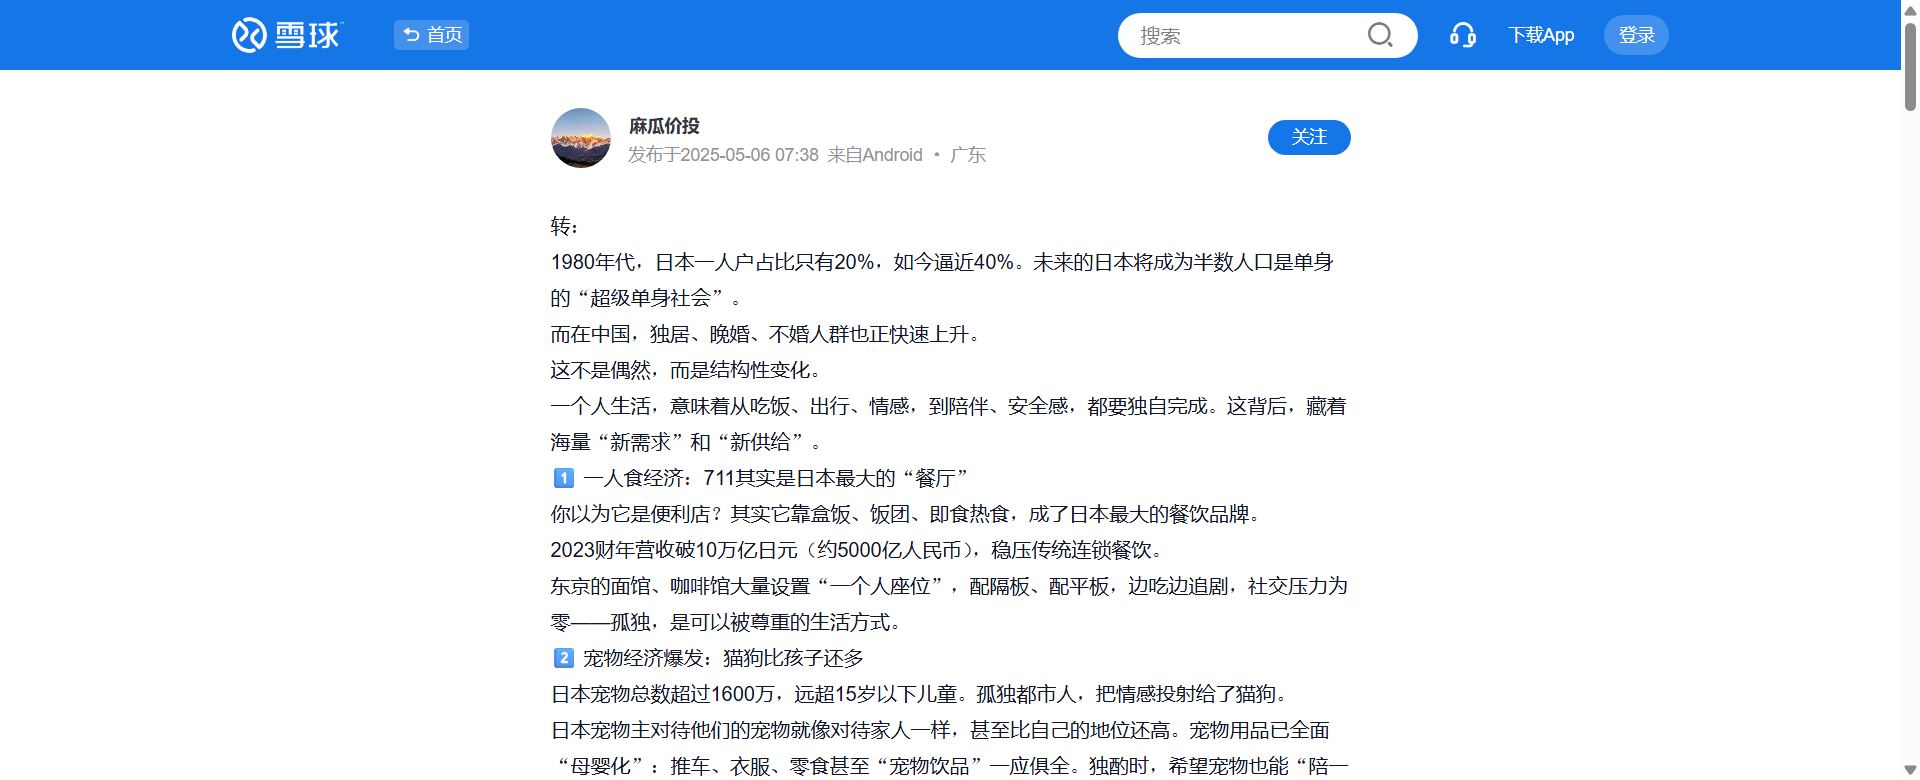 雪球
首页
搜索
下载App
登录
麻瓜价投
发布于2025-05-06 07:38 来自Android · 广东
关注
转：
1980年代，日本一人户占比只有20%，如今逼近40%。未来的日本将成为半数人口是单身
的“超级单身社会”。
而在中国，独居、晚婚、不婚人群也正快速上升。
这不是偶然，而是结构性变化。
一个人生活，意味着从吃饭、出行、情感，到陪伴、安全感，都要独自完成。这背后，藏着
海量“新需求”和“新供给”。
1️⃣ 一人食经济：711其实是日本最大的“餐厅”
你以为它是便利店？其实它靠盒饭、饭团、即食热食，成了日本最大的餐饮品牌。
2023财年营收破10万亿日元（约5000亿人民币），稳压传统连锁餐饮。
东京的面馆、咖啡馆大量设置“一个人座位”，配隔板、配平板，边吃边追剧，社交压力为
零——孤独，是可以被尊重的生活方式。
2️⃣ 宠物经济爆发：猫狗比孩子还多
日本宠物总数超过1600万，远超15岁以下儿童。孤独都市人，把情感投射给了猫狗。
日本宠物主对待他们的宠物就像对待家人一样，甚至比自己的地位还高。宠物用品已全面
“母婴化”：推车、衣服、零食甚至“宠物饮品”一应俱全。独酌时，希望宠物也能“陪一